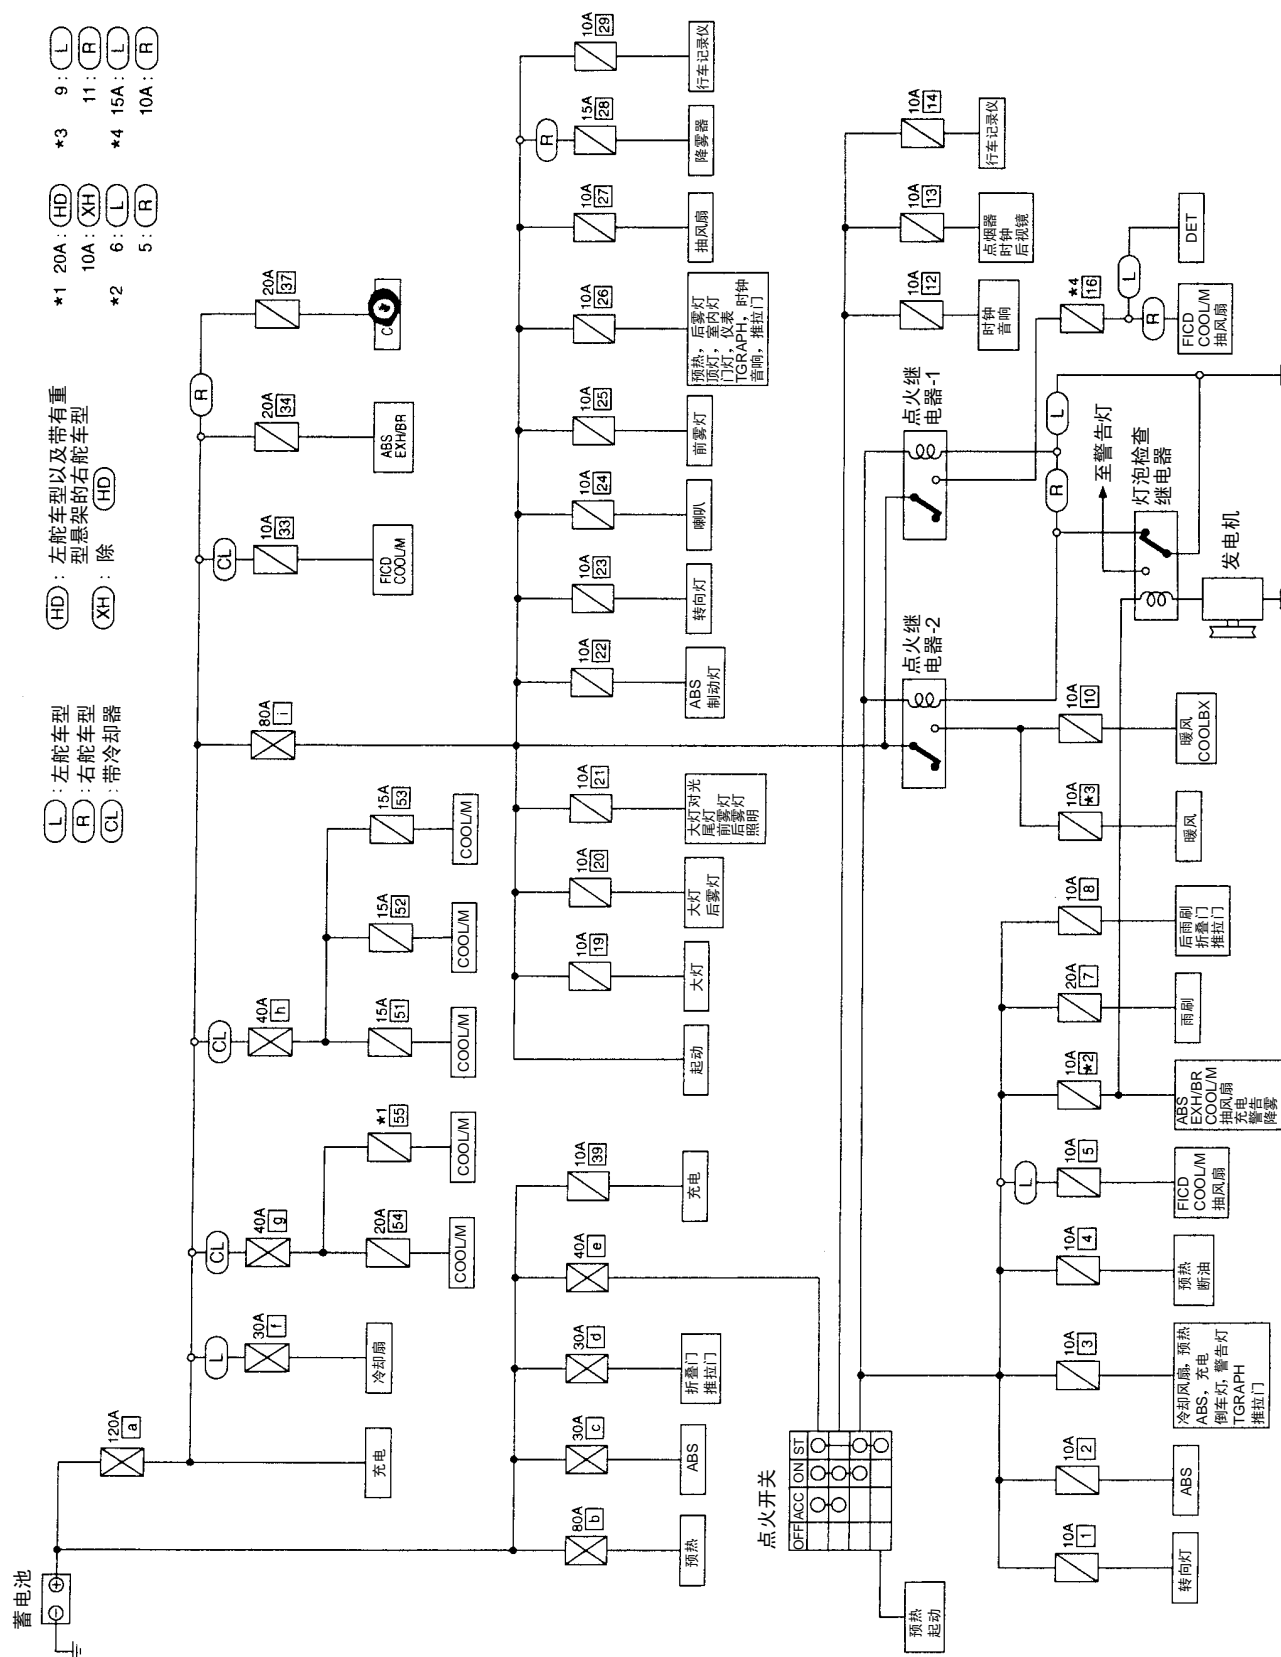 蓄电池
120A
a
充电
L : 左舵车型
R : 右舵车型
CL : 带冷却器
HD : 左舵车型以及带有重
型悬架的右舵车型
XH : 除 HD
*1 20A : HD
10A : XH
*2 6 : L
5 : R
*3 9 : L
11 : R
*4 15A : L
10A : R
L
30A
f
冷却扇
CL
40A
g
20A
54
COOL/M
*1
55
COOL/M
CL
40A
h
15A
51
COOL/M
15A
52
COOL/M
15A
53
COOL/M
80A
i
CL
10A
33
FICD
COOL/M
20A
34
ABS
EXH/BR
R
20A
37
80A
b
预热
30A
c
ABS
30A
d
折叠门
推拉门
40A
e
10A
39
充电
起动
10A
19
大灯
10A
20
大灯
后雾灯
10A
21
大灯对光
尾灯
前雾灯
后雾灯
照明
10A
22
ABS
制动灯
10A
23
转向灯
10A
24
喇叭
10A
25
前雾灯
10A
26
预热, 后雾灯
顶灯, 室内灯
门灯, 仪表
TGRAPH, 时钟
音响, 推拉门
10A
27
抽风扇
R
15A
28
降雾器
10A
29
行车记录仪
点火开关
OFF ACC ON ST
预热
起动
点火继
电器-2
点火继
电器-1
10A
12
时钟
音响
10A
13
点烟器
时钟
后视镜
10A
14
行车记录仪
*4
16
R
L
FICD
COOL/M
抽风扇
DET
R
L
至警告灯
灯泡检查
继电器
发电机
10A
1
转向灯
10A
2
ABS
10A
3
冷却风扇, 预热
ABS, 充电
倒车灯, 警告灯
TGRAPH
推拉门
10A
4
预热
断油
L
10A
5
FICD
COOL/M
抽风扇
10A
*2
ABS
EXH/BR
COOL/M
抽风扇
充电
警告
降雾
20A
7
雨刷
10A
8
后雨刷
折叠门
推拉门
10A
*3
暖风
10A
10
暖风
COOLBX